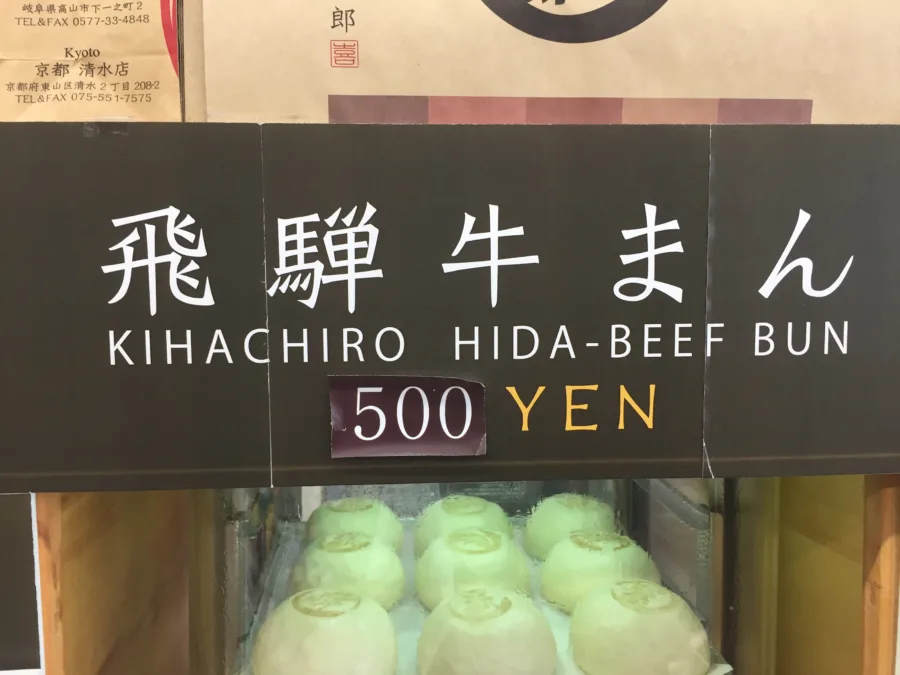 岐阜県高山市下一之町2
TEL&FAX 0577-33-4848
Kyoto
京都 清水店
京都府東山区清水2丁目208-2
TEL&FAX 075-551-7575
郎
喜
飛騨牛まん
KIHACHIRO HIDA-BEEF BUN
500 YEN